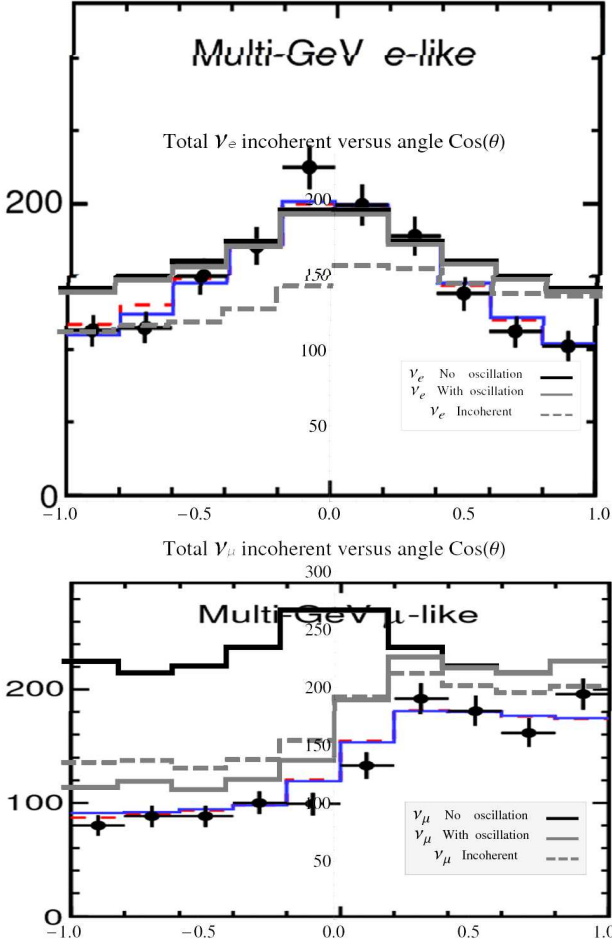 Multi-GeV e-like
Total νe incoherent versus angle Cos(θ)
200
200
150
100
νe No oscillation
νe With oscillation
νe Incoherent
50
0
−1.0 −0.5 0.0 0.5 1.0
Total νμ incoherent versus angle Cos(θ)
300
Multi-GeV μ-like
250
200
200
150
100
100
νμ No oscillation
νμ With oscillation
νμ Incoherent
50
0
−1.0 −0.5 0.0 0.5 1.0